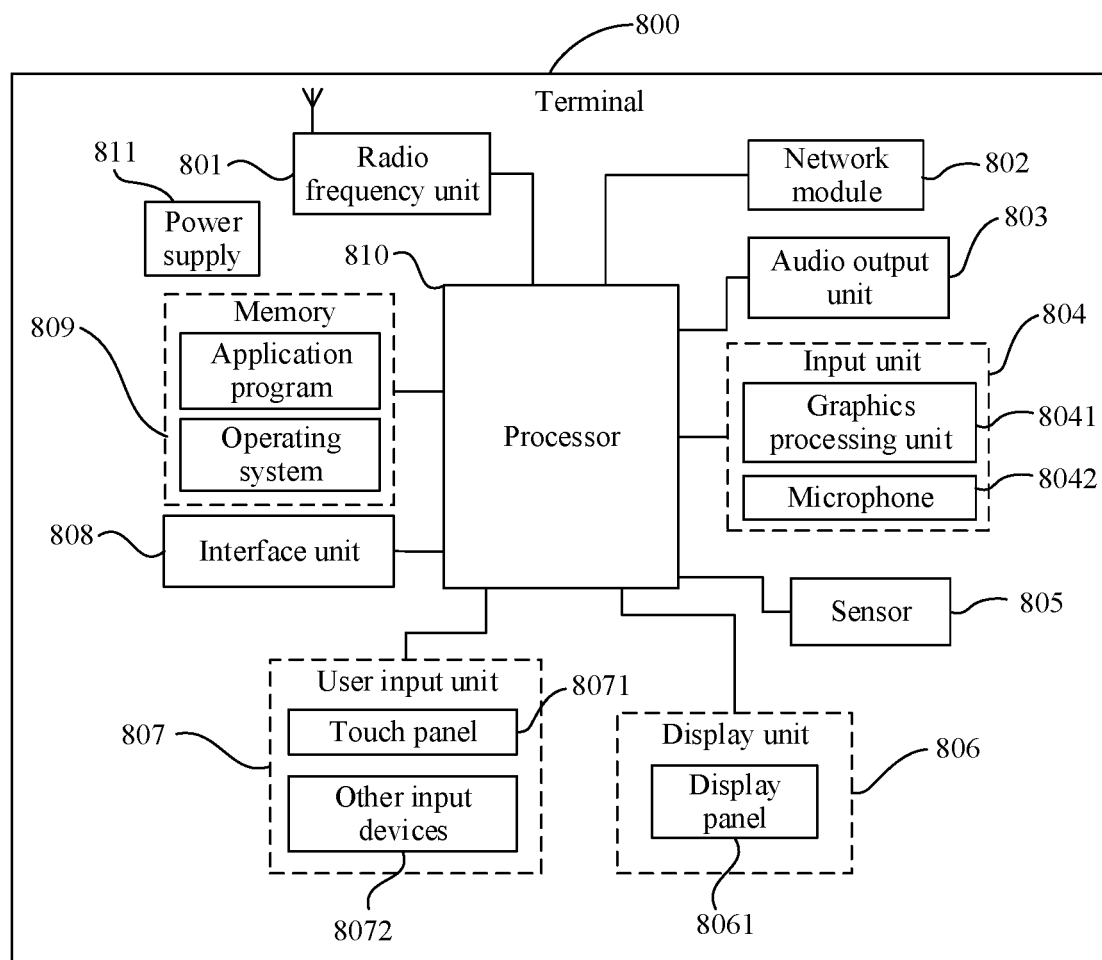 800
Terminal
811
801
Radio
frequency unit
Network
module
802
Power
supply
810
Audio output
unit
803
Memory
809
Application
program
Operating
system
Processor
Input unit
804
Graphics
processing unit
8041
Microphone
8042
808
Interface unit
Sensor
805
User input unit
8071
807
Touch panel
Other input
devices
8072
Display unit
806
Display
panel
8061